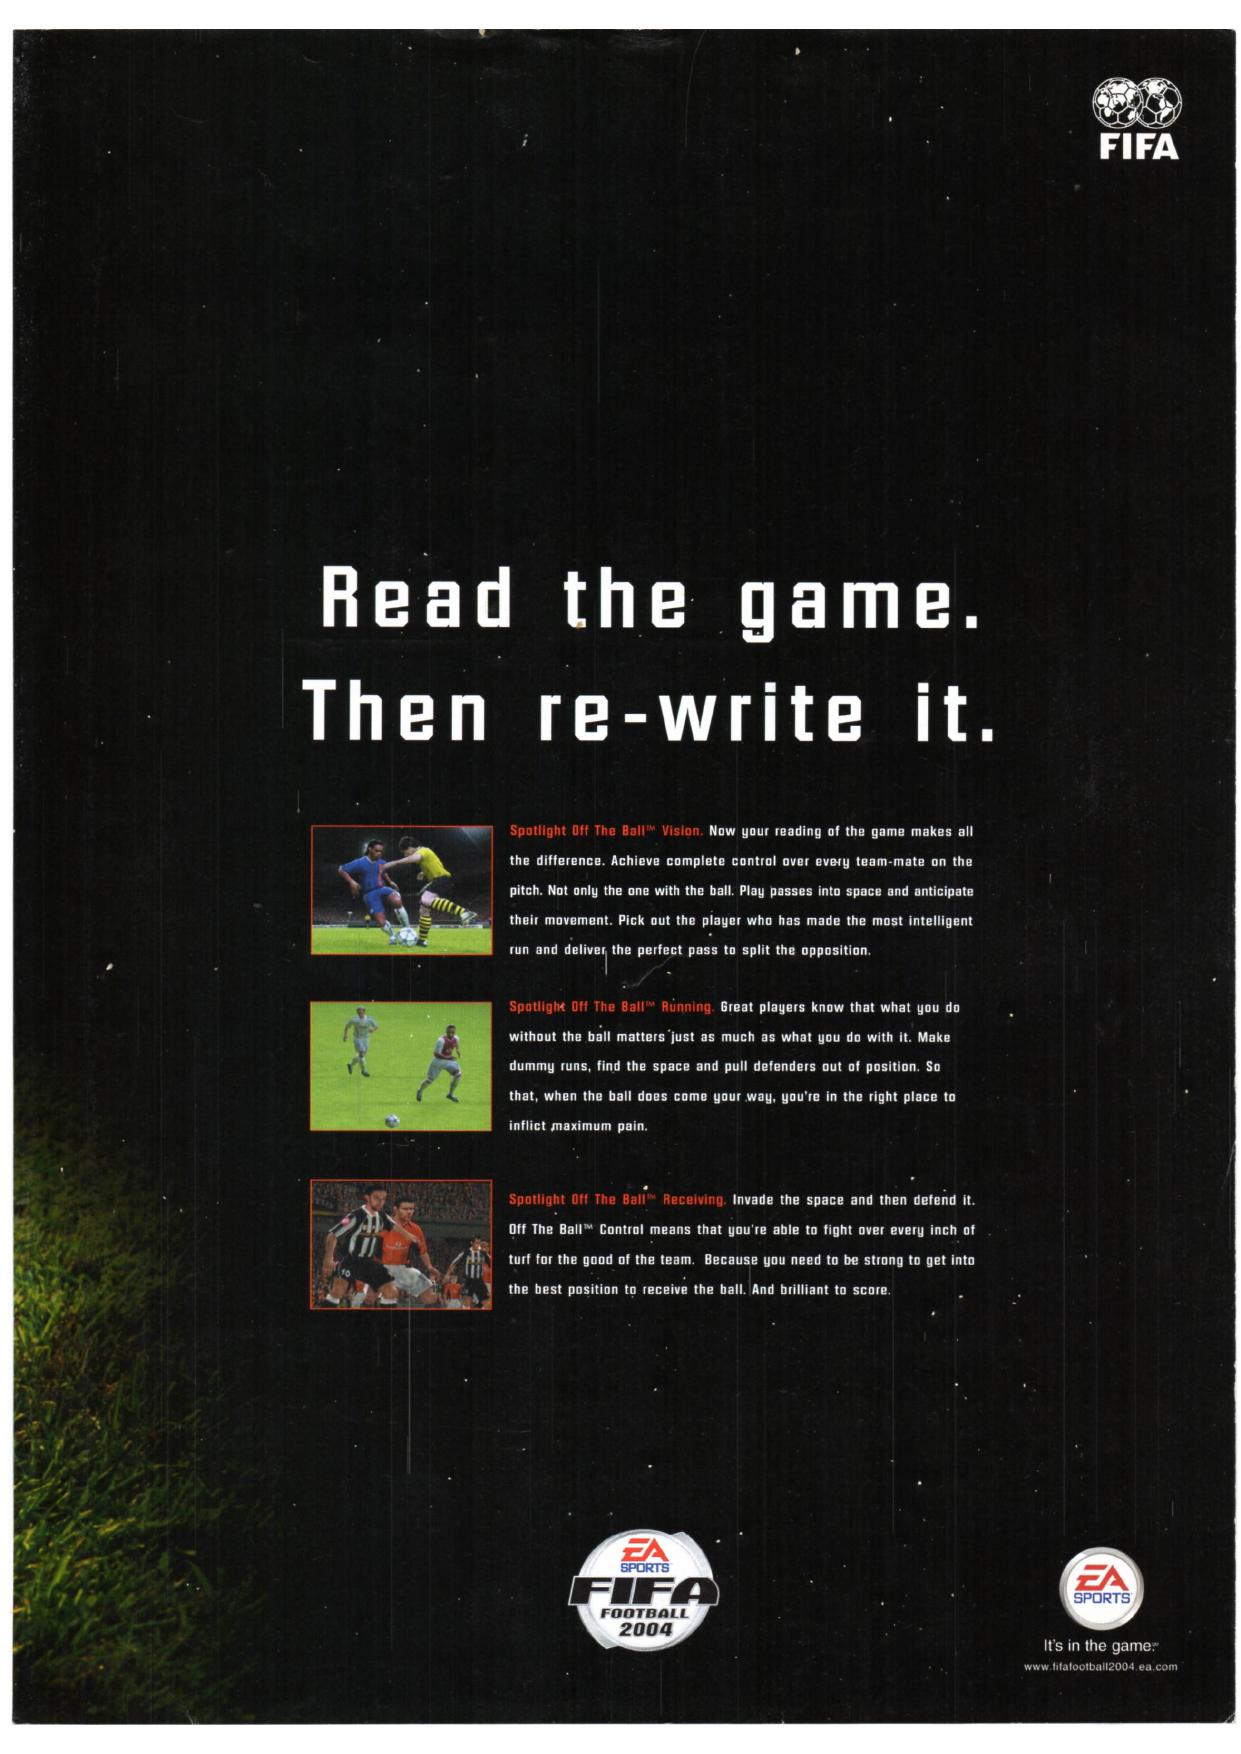 FIFA
Read the game.
Then re-write it.
Spotlight Off The Ball™ Vision. Now your reading of the game makes all
the difference. Achieve complete control over every team-mate on the
pitch. Not only the one with the ball. Play passes into space and anticipate
their movement. Pick out the player who has made the most intelligent
run and deliver the perfect pass to split the opposition.
Spotlight Off The Ball™ Running. Great players know that what you do
without the ball matters just as much as what you do with it. Make
dummy runs, find the space and pull defenders out of position. So
that, when the ball does come your way, you're in the right place to
inflict maximum pain.
Spotlight Off The Ball™ Receiving. Invade the space and then defend it.
Off The Ball™ Control means that you're able to fight over every inch of
turf for the good of the team. Because you need to be strong to get into
the best position to receive the ball. And brilliant to score.
EA
SPORTS
FIFA
FOOTBALL
2004
EA
SPORTS
It's in the game.℠
www.fifafootball2004.ea.com